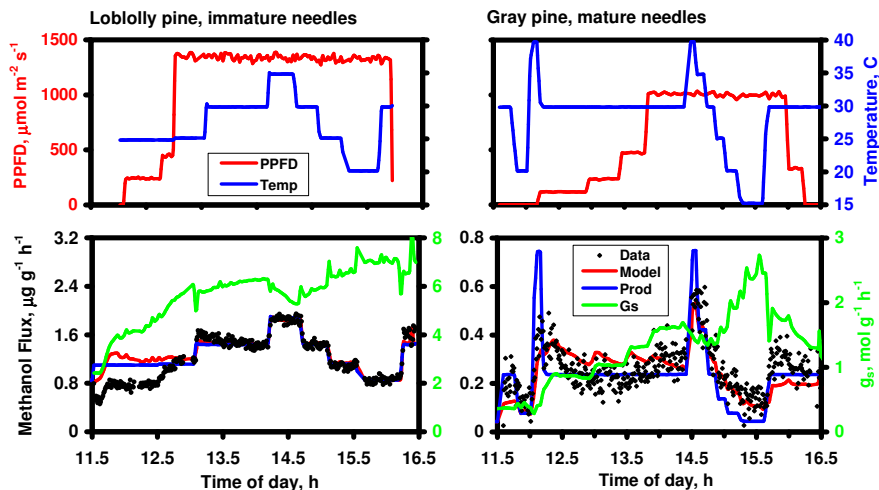 Loblolly pine, immature needles
Gray pine, mature needles
PPFD, μmol m⁻² s⁻¹
1500
1000
500
0
PPFD
Temp
40
35
30
25
20
15
Temperature, C
Methanol Flux, μg g⁻¹ h⁻¹
3.2
2.4
1.6
0.8
0
8
6
4
2
0
11.5 12.5 13.5 14.5 15.5 16.5
Time of day, h
0.8
0.6
0.4
0.2
0
Data
Model
Prod
Gs
3
2
1
0
gₛ, mol g⁻¹ h⁻¹
11.5 12.5 13.5 14.5 15.5 16.5
Time of day, h